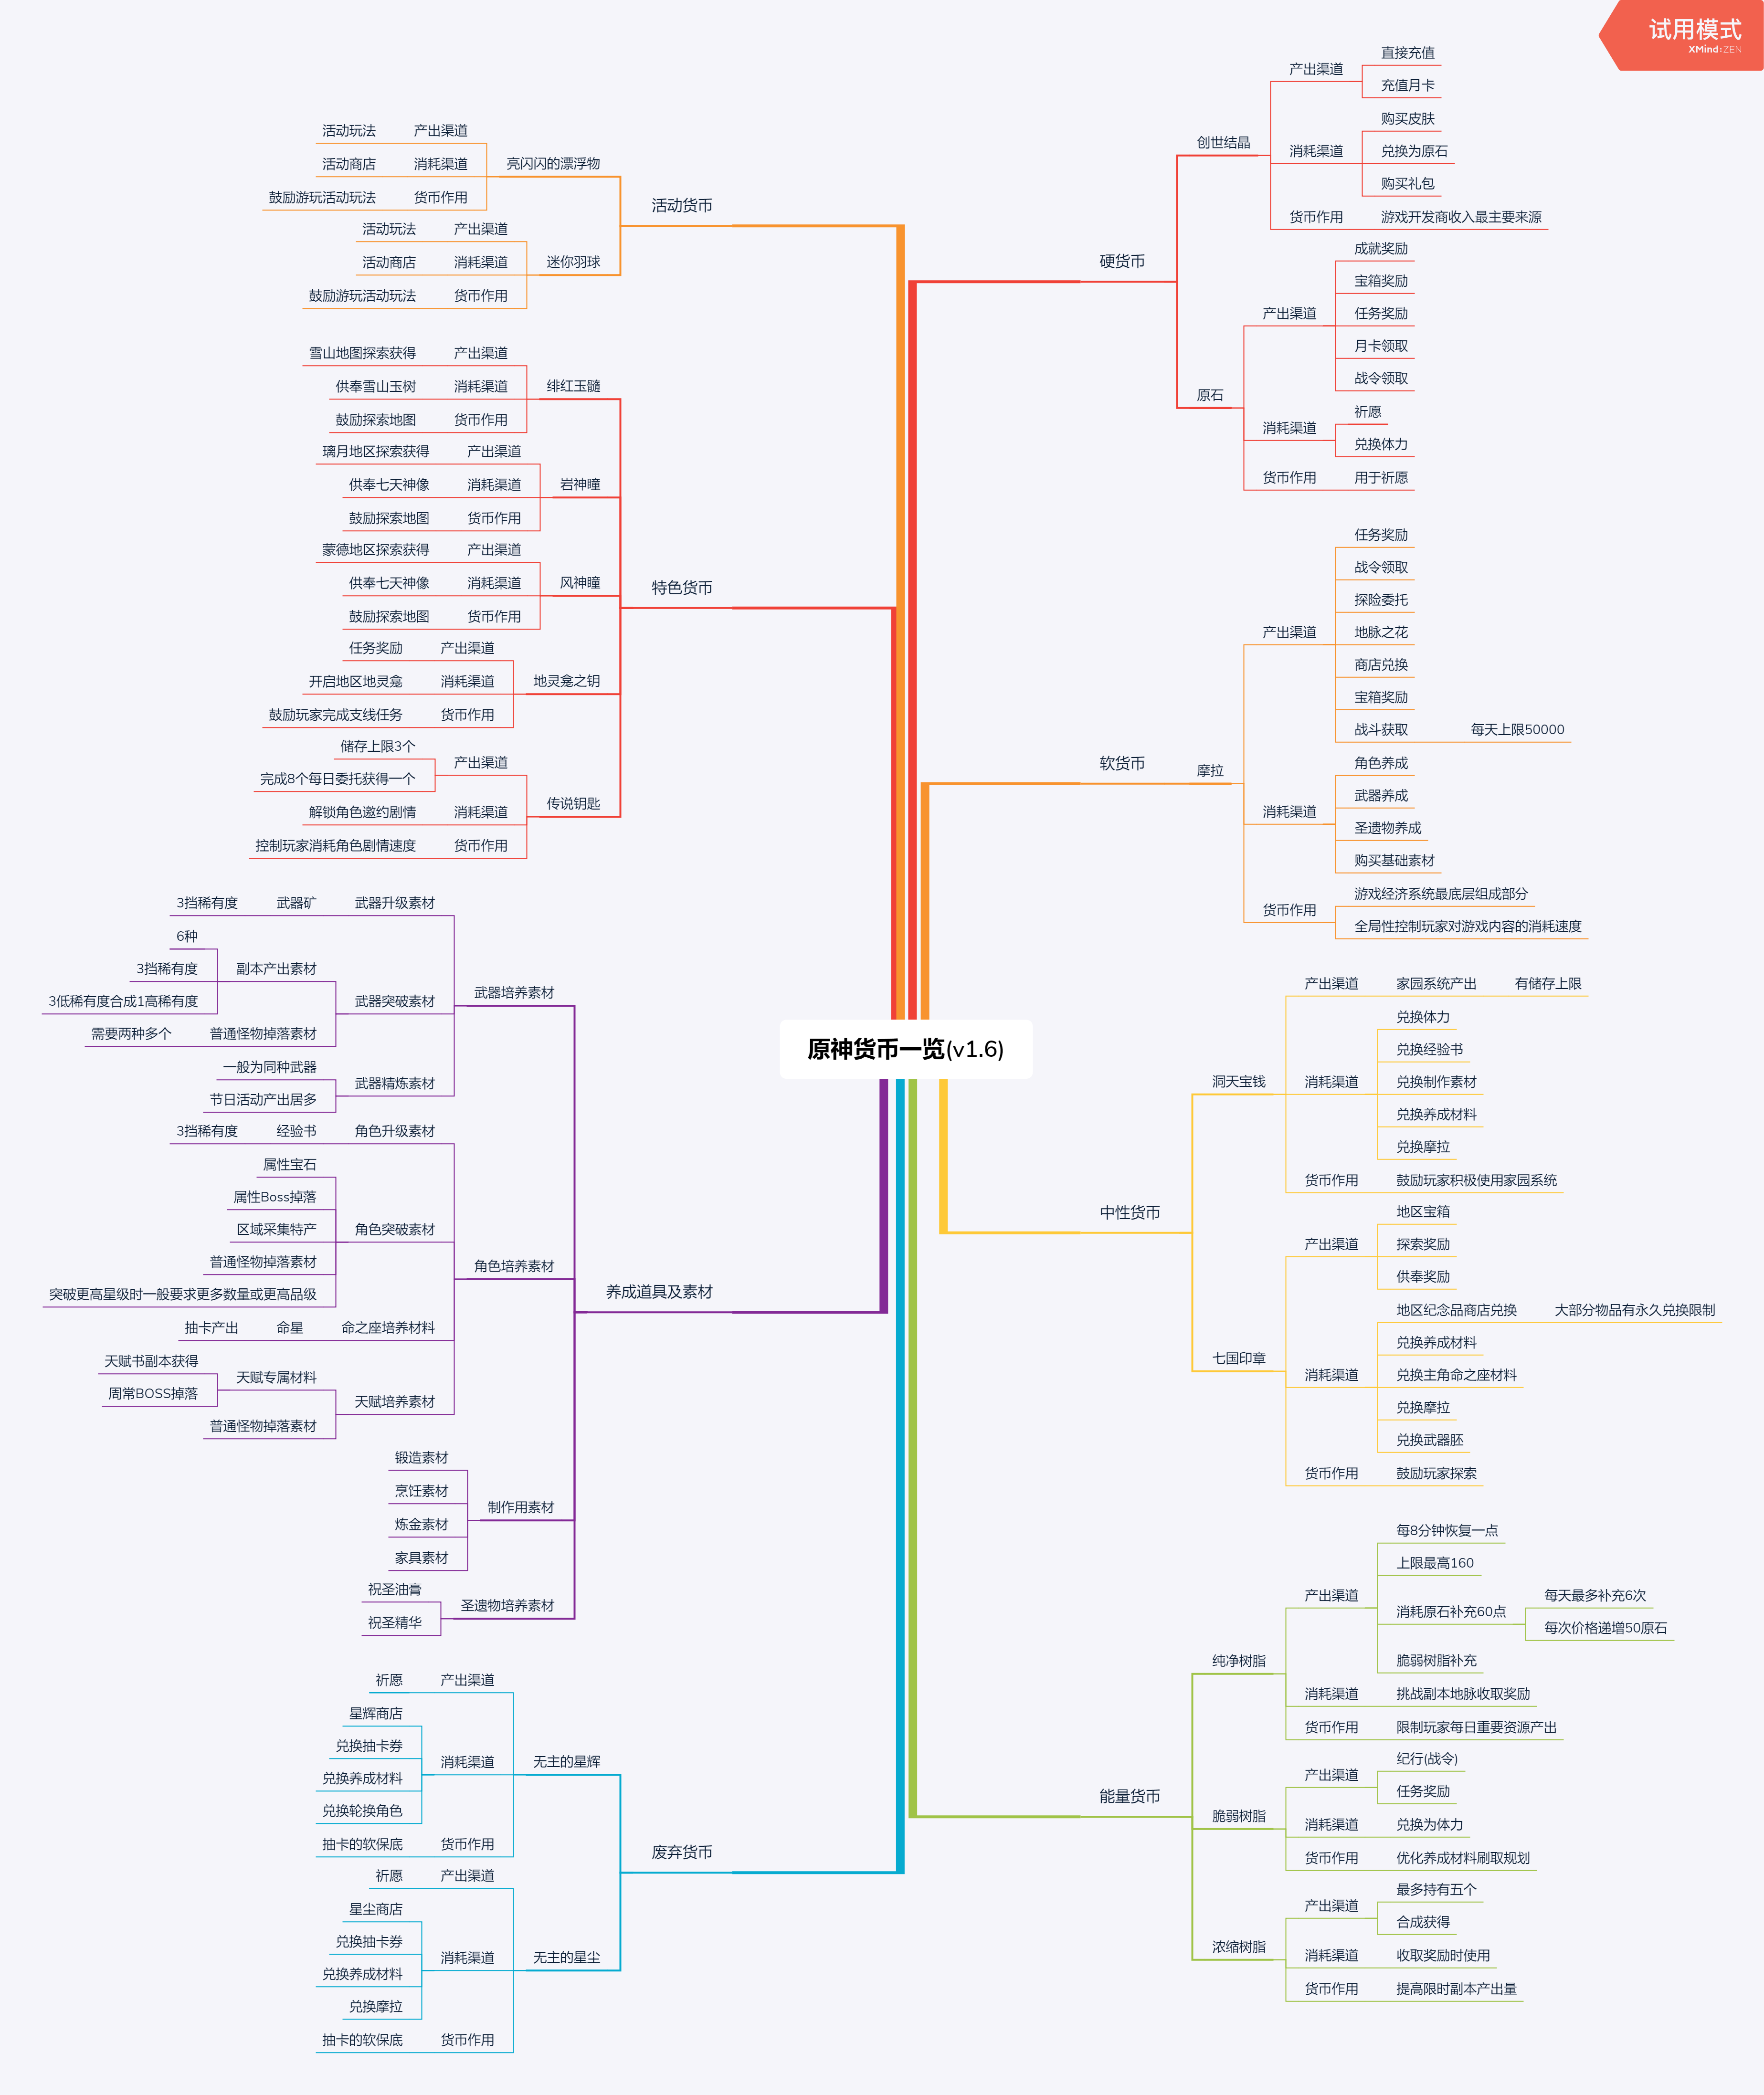 试用模式
XMind:ZEN
原神货币一览(v1.6)
硬货币
创世结晶
产出渠道
直接充值
充值月卡
消耗渠道
购买皮肤
兑换为原石
购买礼包
货币作用
游戏开发商收入最主要来源
原石
产出渠道
成就奖励
宝箱奖励
任务奖励
月卡领取
战令领取
消耗渠道
祈愿
兑换体力
货币作用
用于祈愿
软货币
摩拉
产出渠道
任务奖励
战令领取
探险委托
地脉之花
商店兑换
宝箱奖励
战斗获取
每天上限50000
消耗渠道
角色养成
武器养成
圣遗物养成
购买基础素材
货币作用
游戏经济系统最底层组成部分
全局性控制玩家对游戏内容的消耗速度
中性货币
洞天宝钱
产出渠道
家园系统产出
有储存上限
消耗渠道
兑换体力
兑换经验书
兑换制作素材
兑换养成材料
兑换摩拉
货币作用
鼓励玩家积极使用家园系统
七国印章
产出渠道
地区宝箱
探索奖励
供奉奖励
消耗渠道
地区纪念品商店兑换
大部分物品有永久兑换限制
兑换养成材料
兑换主角命之座材料
兑换摩拉
兑换武器胚
货币作用
鼓励玩家探索
能量货币
纯净树脂
产出渠道
每8分钟恢复一点
上限最高160
消耗原石补充60点
每天最多补充6次
每次价格递增50原石
脆弱树脂补充
消耗渠道
挑战副本地脉收取奖励
货币作用
限制玩家每日重要资源产出
脆弱树脂
产出渠道
纪行(战令)
任务奖励
消耗渠道
兑换为体力
货币作用
优化养成材料刷取规划
浓缩树脂
产出渠道
最多持有五个
合成获得
消耗渠道
收取奖励时使用
货币作用
提高限时副本产出量
活动货币
亮闪闪的漂浮物
产出渠道
活动玩法
消耗渠道
活动商店
货币作用
鼓励游玩活动玩法
迷你羽球
产出渠道
活动玩法
消耗渠道
活动商店
货币作用
鼓励游玩活动玩法
特色货币
绯红玉髓
产出渠道
雪山地图探索获得
消耗渠道
供奉雪山玉树
货币作用
鼓励探索地图
岩神瞳
产出渠道
璃月地区探索获得
消耗渠道
供奉七天神像
货币作用
鼓励探索地图
风神瞳
产出渠道
蒙德地区探索获得
消耗渠道
供奉七天神像
货币作用
鼓励探索地图
地灵龛之钥
产出渠道
任务奖励
消耗渠道
开启地区地灵龛
货币作用
鼓励玩家完成支线任务
传说钥匙
产出渠道
储存上限3个
完成8个每日委托获得一个
消耗渠道
解锁角色邀约剧情
货币作用
控制玩家消耗角色剧情速度
养成道具及素材
武器培养素材
武器升级素材
武器矿
3挡稀有度
武器突破素材
副本产出素材
6种
3挡稀有度
3低稀有度合成1高稀有度
普通怪物掉落素材
需要两种多个
武器精炼素材
一般为同种武器
节日活动产出居多
角色培养素材
角色升级素材
经验书
3挡稀有度
角色突破素材
属性宝石
属性Boss掉落
区域采集特产
普通怪物掉落素材
突破更高星级时一般要求更多数量或更高品级
命之座培养材料
命星
抽卡产出
天赋培养素材
天赋专属材料
天赋书副本获得
周常BOSS掉落
普通怪物掉落素材
制作用素材
锻造素材
烹饪素材
炼金素材
家具素材
圣遗物培养素材
祝圣油膏
祝圣精华
废弃货币
无主的星辉
产出渠道
祈愿
消耗渠道
星辉商店
兑换抽卡券
兑换养成材料
兑换轮换角色
货币作用
抽卡的软保底
无主的星尘
产出渠道
祈愿
消耗渠道
星尘商店
兑换抽卡券
兑换养成材料
兑换摩拉
货币作用
抽卡的软保底